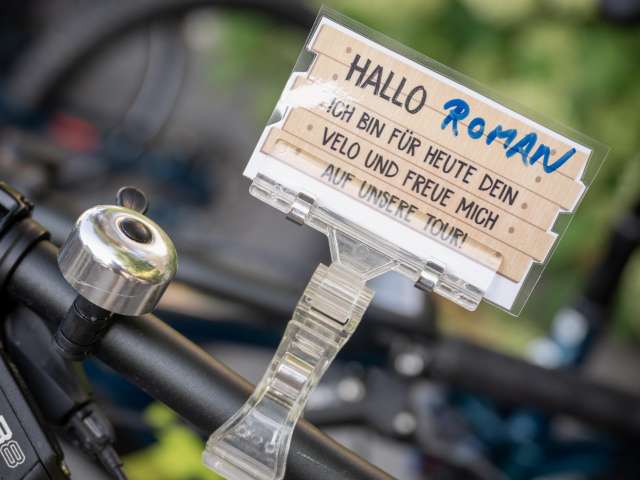 HALLO ROMAN
ICH BIN FÜR HEUTE DEIN
VELO UND FREUE MICH
AUF UNSERE TOUR!